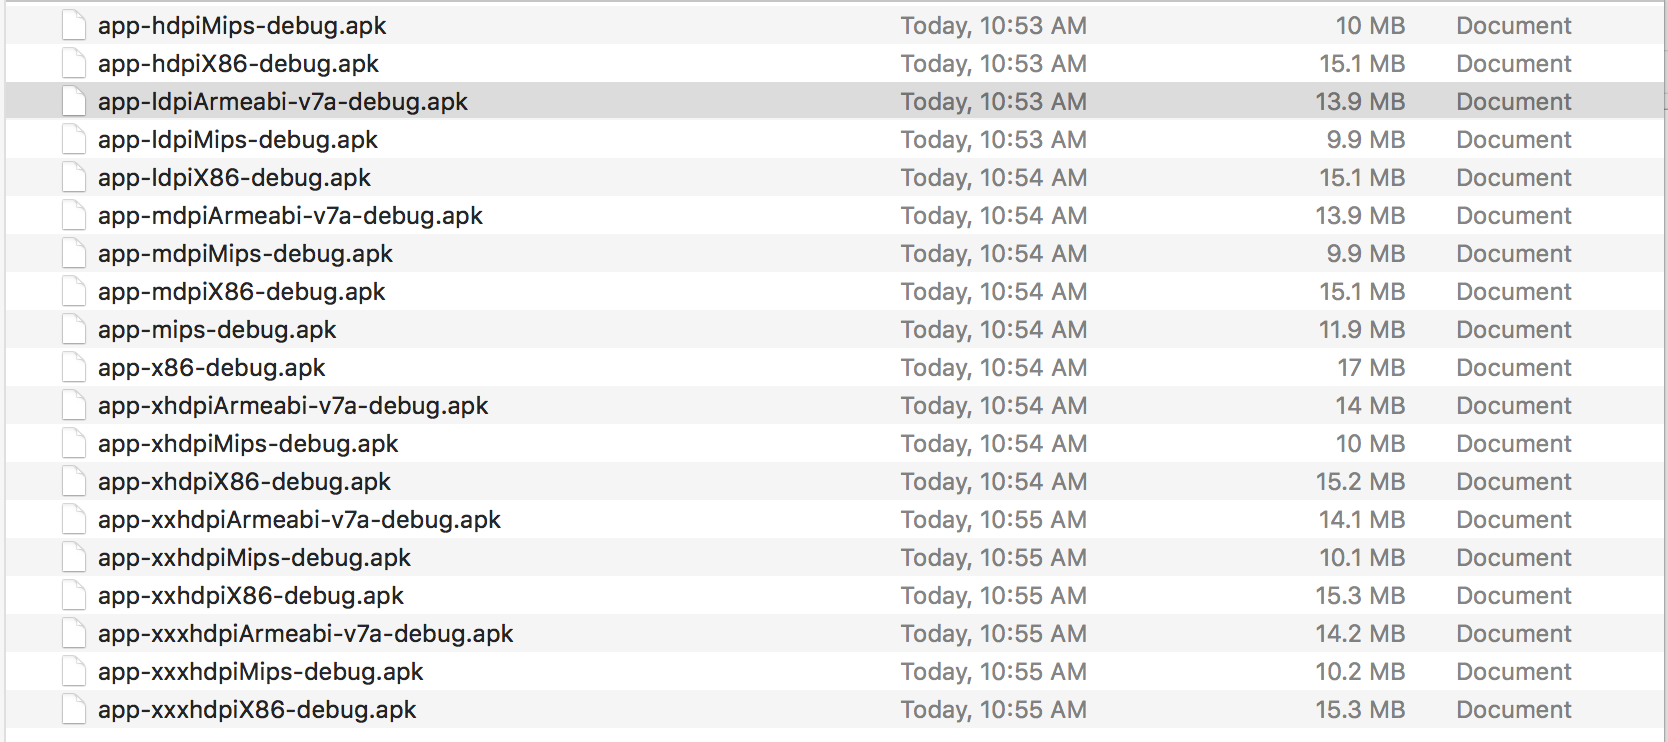 app-hdpiMips-debug.apk Today, 10:53 AM 10 MB Document
app-hdpiX86-debug.apk Today, 10:53 AM 15.1 MB Document
app-ldpiArmeabi-v7a-debug.apk Today, 10:53 AM 13.9 MB Document
app-ldpiMips-debug.apk Today, 10:53 AM 9.9 MB Document
app-ldpiX86-debug.apk Today, 10:54 AM 15.1 MB Document
app-mdpiArmeabi-v7a-debug.apk Today, 10:54 AM 13.9 MB Document
app-mdpiMips-debug.apk Today, 10:54 AM 9.9 MB Document
app-mdpiX86-debug.apk Today, 10:54 AM 15.1 MB Document
app-mips-debug.apk Today, 10:54 AM 11.9 MB Document
app-x86-debug.apk Today, 10:54 AM 17 MB Document
app-xhdpiArmeabi-v7a-debug.apk Today, 10:54 AM 14 MB Document
app-xhdpiMips-debug.apk Today, 10:54 AM 10 MB Document
app-xhdpiX86-debug.apk Today, 10:54 AM 15.2 MB Document
app-xxhdpiArmeabi-v7a-debug.apk Today, 10:55 AM 14.1 MB Document
app-xxhdpiMips-debug.apk Today, 10:55 AM 10.1 MB Document
app-xxhdpiX86-debug.apk Today, 10:55 AM 15.3 MB Document
app-xxxhdpiArmeabi-v7a-debug.apk Today, 10:55 AM 14.2 MB Document
app-xxxhdpiMips-debug.apk Today, 10:55 AM 10.2 MB Document
app-xxxhdpiX86-debug.apk Today, 10:55 AM 15.3 MB Document